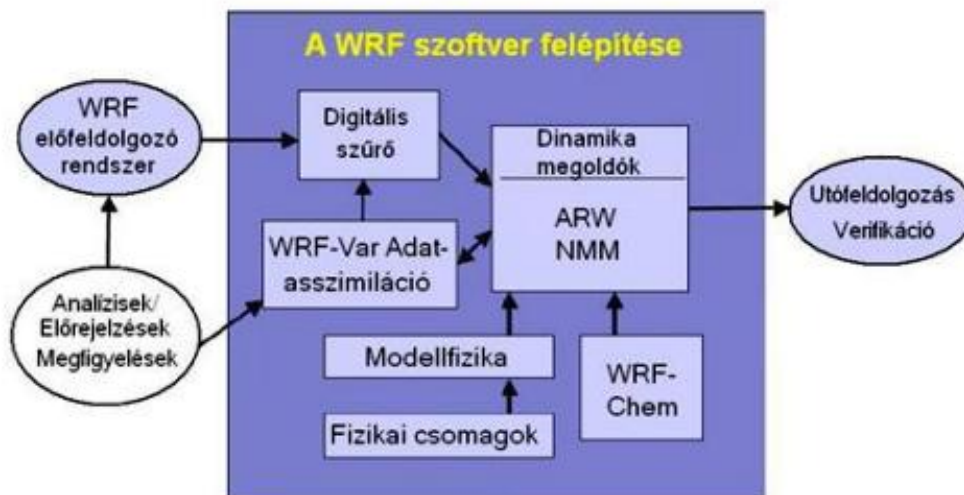 A WRF szoftver felépítése
WRF
előfeldolgozó
rendszer
Digitális
szűrő
Dinamika
megoldók
ARW
NMM
Utófeldolgozás
Verifikáció
WRF-Var Adat-
asszimiláció
Analízisek/
Előrejelzések
Megfigyelések
Modellfizika
WRF-
Chem
Fizikai csomagok